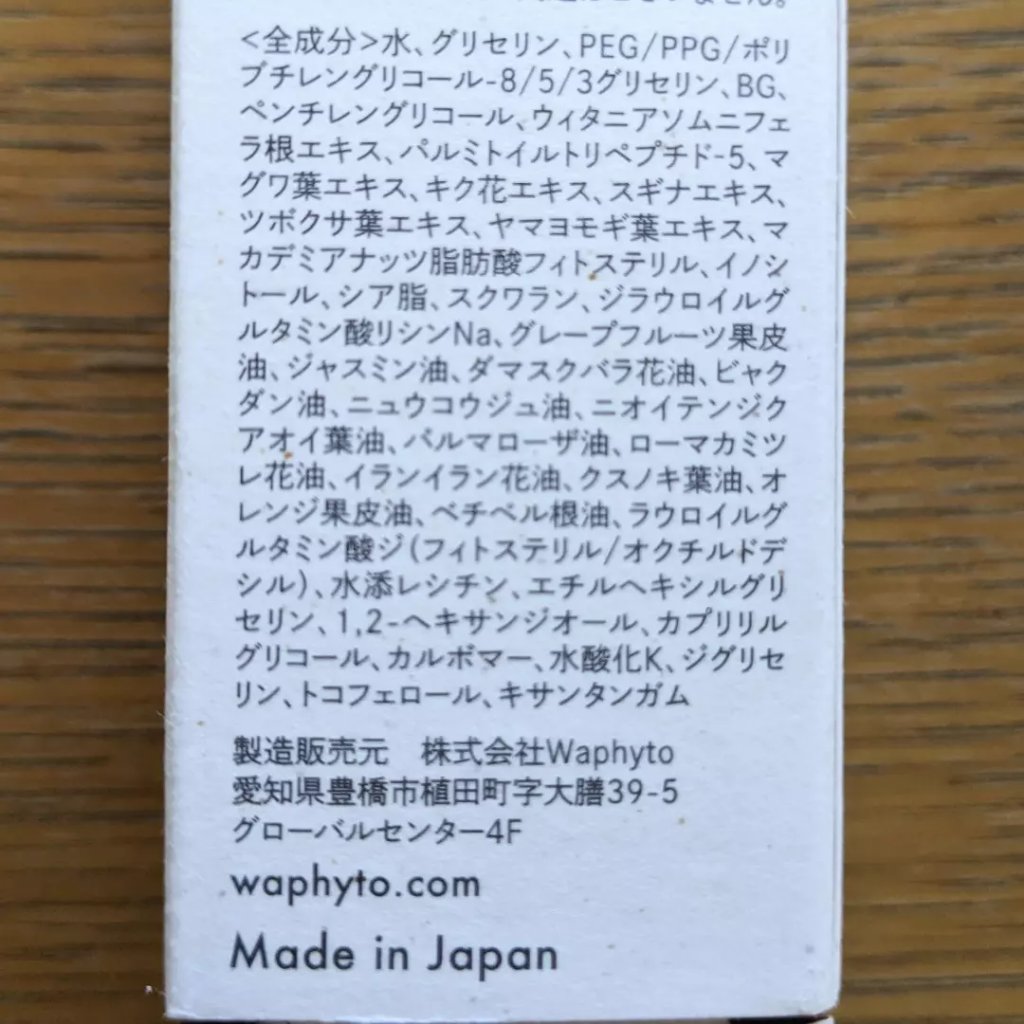 <全成分>水、グリセリン、PEG/PPG/ポリ
ブチレングリコール-8/5/3グリセリン、BG、
ペンチレングリコール、ウィタニアソムニフェ
ラ根エキス、パルミトイルトリペプチド-5、マ
グワ葉エキス、キク花エキス、スギナエキス、
ツボクサ葉エキス、ヤマヨモギ葉エキス、マ
カデミアナッツ脂肪酸フィトステリル、イノシ
トール、シア脂、スクワラン、ジラウロイルグ
ルタミン酸リシンNa、グレープフルーツ果皮
油、ジャスミン油、ダマスクバラ花油、ビャク
ダン油、ニュウコウジュ油、ニオイテンジク
アオイ葉油、パルマローザ油、ローマカミツ
レ花油、イランイラン花油、クスノキ葉油、オ
レンジ果皮油、ベチベル根油、ラウロイルグ
ルタミン酸ジ(フィトステリル/オクチルドデ
シル)、水添レシチン、エチルヘキシルグリ
セリン、1,2-ヘキサンジオール、カプリリル
グリコール、カルボマー、水酸化K、ジグリセ
リン、トコフェロール、キサンタンガム
製造販売元 株式会社Waphyto
愛知県豊橋市植田町字大膳39-5
グローバルセンター4F
waphyto.com
Made in Japan